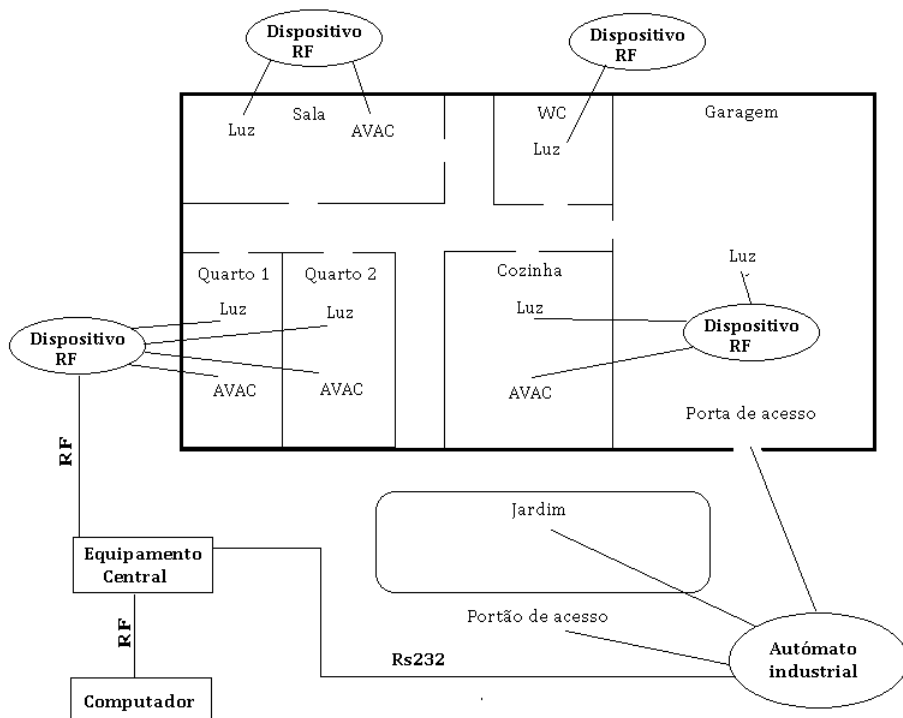 Dispositivo
RF
Dispositivo
RF
Sala
WC
Garagem
Luz
AVAC
Luz
Luz
Quarto 1
Quarto 2
Cozinha
Luz
Luz
Luz
Dispositivo
RF
Dispositivo
RF
AVAC
AVAC
AVAC
Porta de acesso
RF
Jardim
Equipamento
Central
Portão de acesso
RF
Rs232
Autómato
industrial
Computador